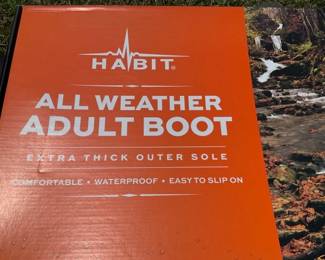 HABIT®
ALL WEATHER
ADULT BOOT
EXTRA THICK OUTER SOLE
COMFORTABLE • WATERPROOF • EASY TO SLIP ON